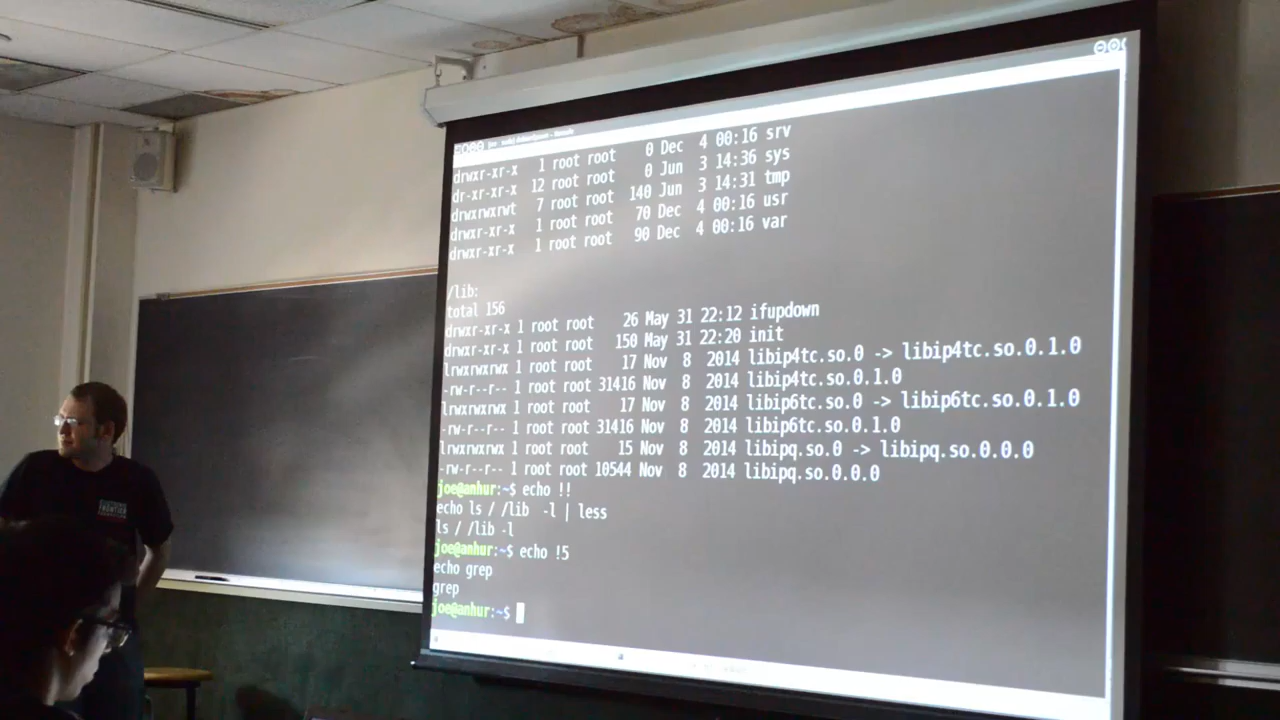 drwxr-xr-x 1 root root 0 Dec 4 00:16 srv
dr-xr-xr-x 12 root root 0 Jun 3 14:36 sys
drwxrwxrwt 7 root root 140 Jun 3 14:31 tmp
drwxr-xr-x 1 root root 70 Dec 4 00:16 usr
drwxr-xr-x 1 root root 90 Dec 4 00:16 var
/lib:
total 156
drwxr-xr-x 1 root root 26 May 31 22:12 ifupdown
drwxr-xr-x 1 root root 150 May 31 22:20 init
lrwxrwxrwx 1 root root 17 Nov 8 2014 libip4tc.so.0 -> libip4tc.so.0.1.0
-rw-r--r-- 1 root root 31416 Nov 8 2014 libip4tc.so.0.1.0
lrwxrwxrwx 1 root root 17 Nov 8 2014 libip6tc.so.0 -> libip6tc.so.0.1.0
-rw-r--r-- 1 root root 31416 Nov 8 2014 libip6tc.so.0.1.0
lrwxrwxrwx 1 root root 15 Nov 8 2014 libipq.so.0 -> libipq.so.0.0.0
-rw-r--r-- 1 root root 10544 Nov 8 2014 libipq.so.0.0.0
joe@anhur:~$ echo !!
echo ls / /lib -l | less
ls / /lib -l
joe@anhur:~$ echo !5
echo grep
grep
joe@anhur:~$